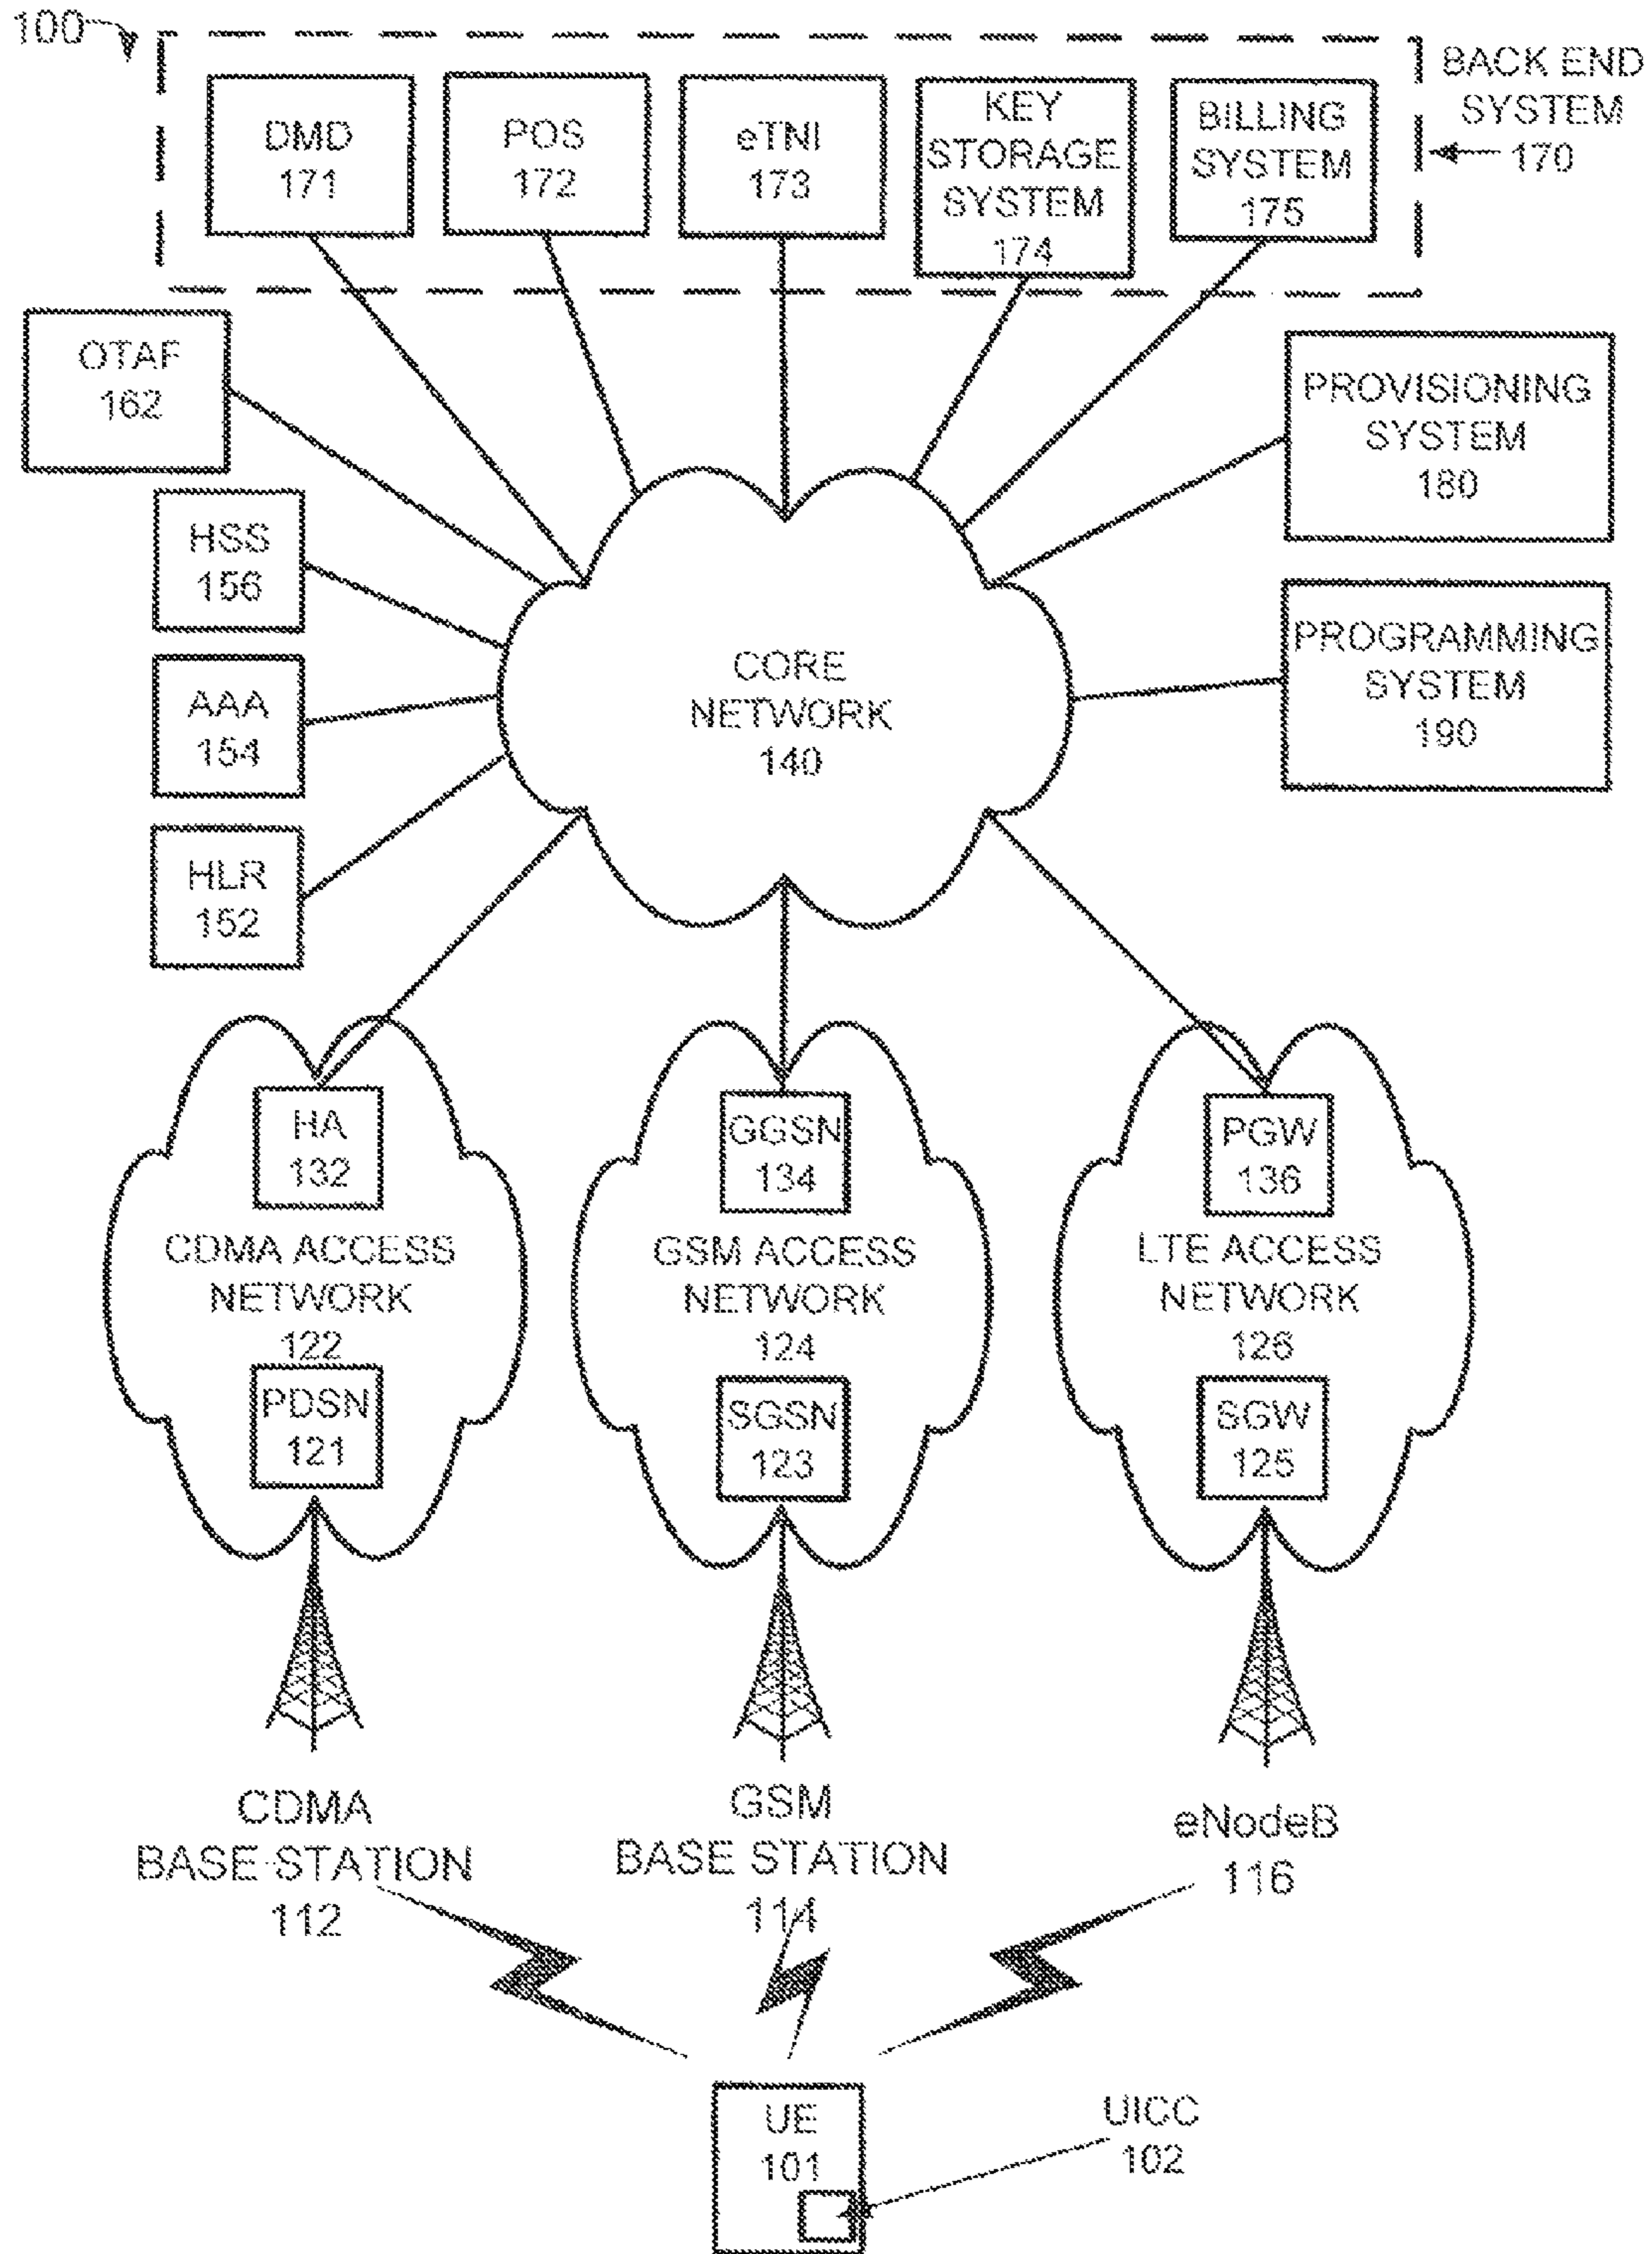 100
BACK END
SYSTEM
170
DMD
171
POS
172
eTNI
173
KEY
STORAGE
SYSTEM
174
BILLING
SYSTEM
175
OTAF
162
PROVISIONING
SYSTEM
180
HSS
156
PROGRAMMING
SYSTEM
190
CORE
NETWORK
140
AAA
154
HLR
152
HA
132
CDMA ACCESS
NETWORK
122
PDSN
121
GGSN
134
GSM ACCESS
NETWORK
124
SGSN
123
PGW
136
LTE ACCESS
NETWORK
126
SGW
125
CDMA
BASE STATION
112
GSM
BASE STATION
114
eNodeB
116
UE
101
UICC
102